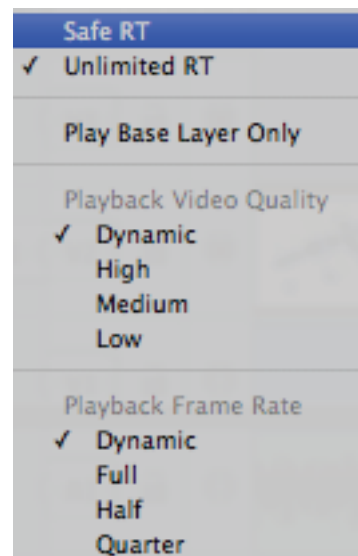 Safe RT
✓ Unlimited RT
Play Base Layer Only
Playback Video Quality
✓ Dynamic
High
Medium
Low
Playback Frame Rate
✓ Dynamic
Full
Half
Quarter